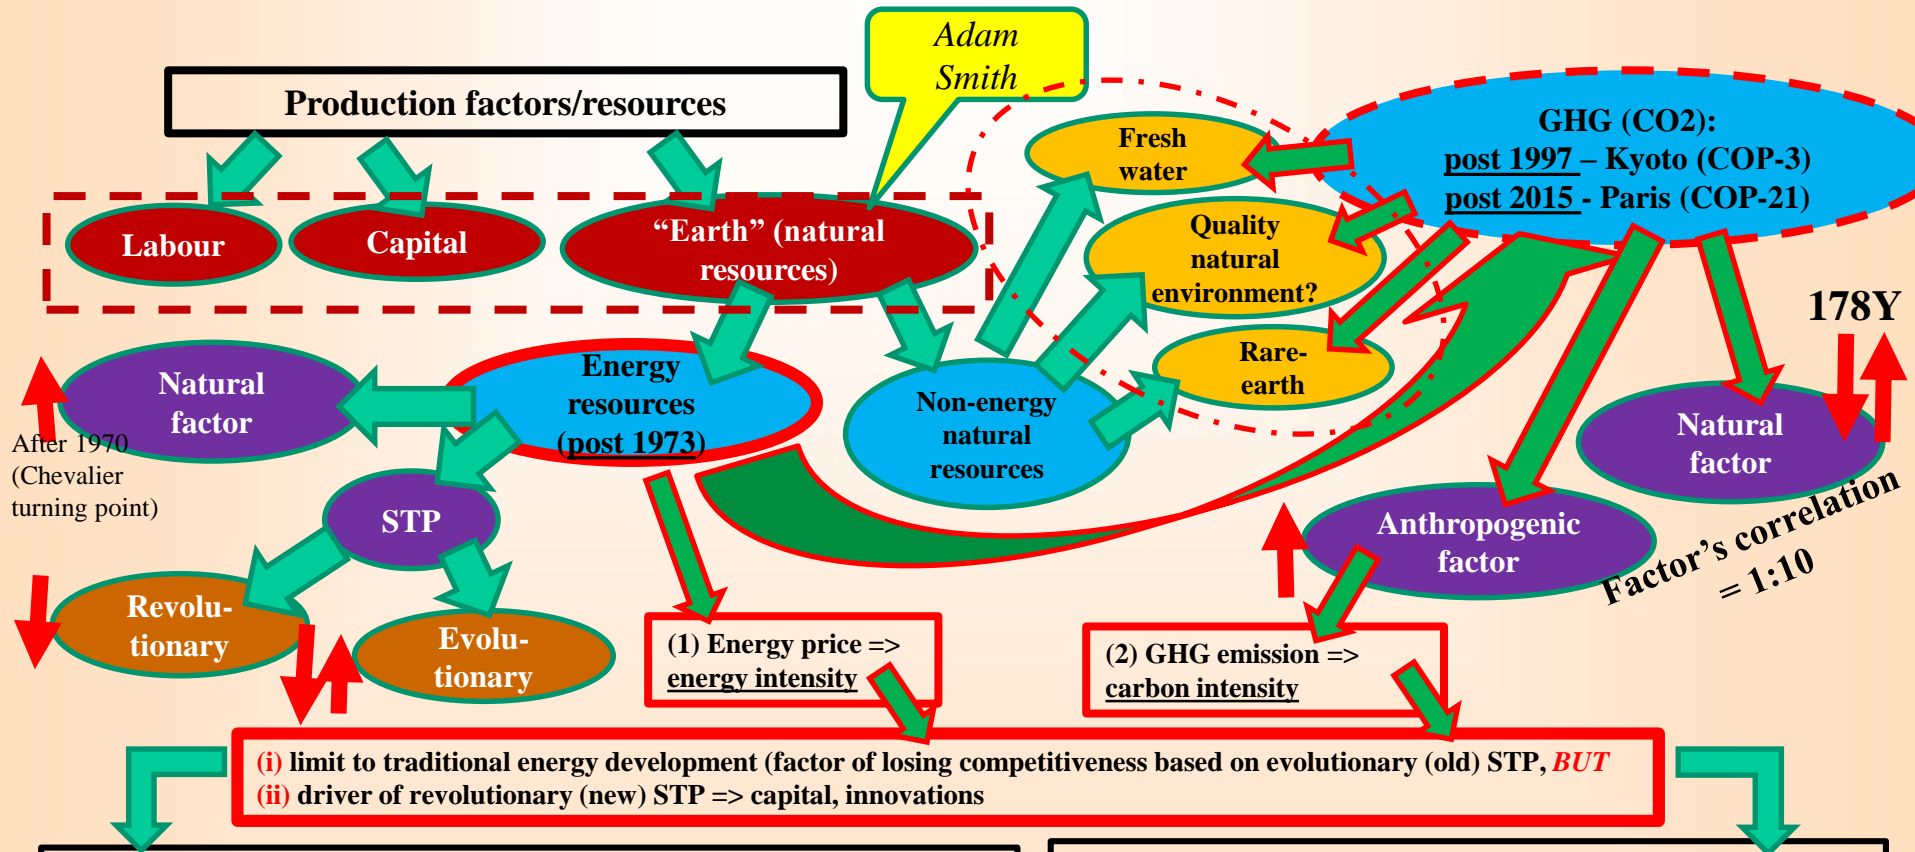 Adam
Smith
Production factors/resources
GHG (CO2):
post 1997 – Kyoto (COP-3)
post 2015 - Paris (COP-21)
Fresh
water
Labour
Capital
“Earth” (natural
resources)
Quality
natural
environment?
178Y
Rare-
earth
Natural
factor
Energy
resources
(post 1973)
Non-energy
natural
resources
Natural
factor
After 1970
(Chevalier
turning point)
STP
Anthropogenic
factor
Factor’s correlation
= 1:10
Revolu-
tionary
Evolu-
tionary
(1) Energy price =>
energy intensity
(2) GHG emission =>
carbon intensity
(i) limit to traditional energy development (factor of losing competitiveness based on evolutionary (old) STP, BUT
(ii) driver of revolutionary (new) STP => capital, innovations